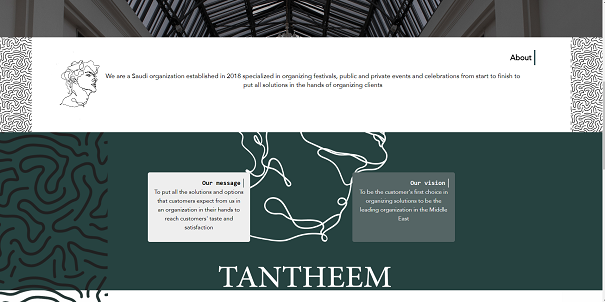 About
We are a Saudi organization established in 2018 specialized in organizing festivals, public and private events and celebrations from start to finish to
put all solutions in the hands of organizing clients
Our message
To put all the solutions and options
that customers expect from us in
an organization in their hands to
reach customers' taste and
satisfaction
Our vision
To be the customer's first choice in
organizing solutions to be the
leading organization in the Middle
East
TANTHEEM